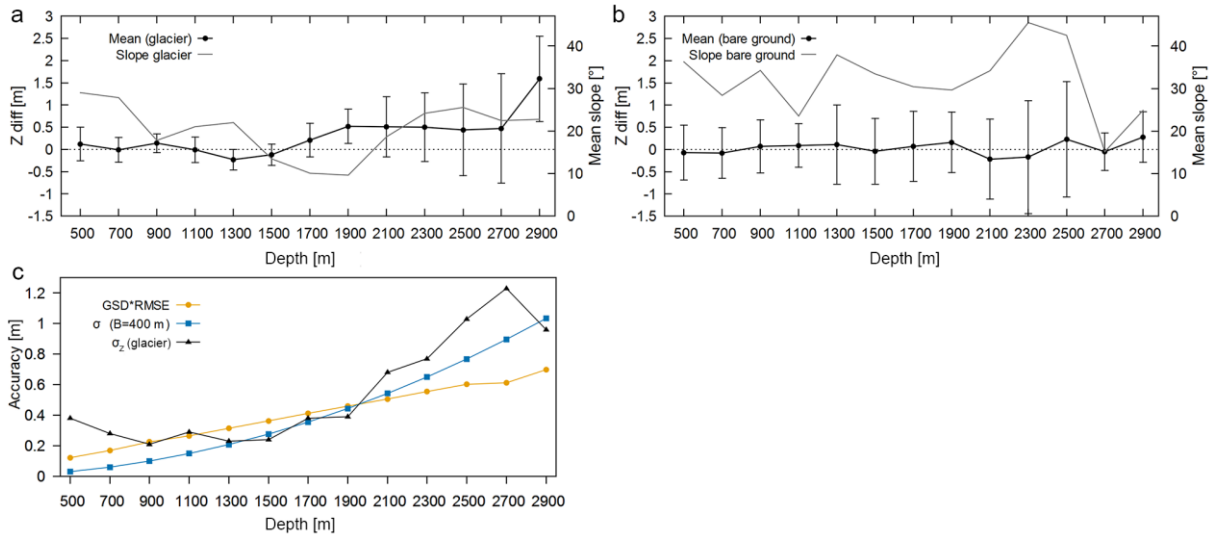 a
Mean (glacier)
Slope glacier
3
2.5
2
1.5
1
0.5
0
-0.5
-1
-1.5
Z diff [m]
40
30
20
10
0
Mean slope [°]
500 700 900 1100 1300 1500 1700 1900 2100 2300 2500 2700 2900
Depth [m]
b
Mean (bare ground)
Slope bare ground
3
2.5
2
1.5
1
0.5
0
-0.5
-1
-1.5
Z diff [m]
40
30
20
10
0
Mean slope [°]
500 700 900 1100 1300 1500 1700 1900 2100 2300 2500 2700 2900
Depth [m]
c
GSD*RMSE
σ (B=400 m)
σZ (glacier)
1.2
1
0.8
0.6
0.4
0.2
0
Accuracy [m]
500 700 900 1100 1300 1500 1700 1900 2100 2300 2500 2700 2900
Depth [m]